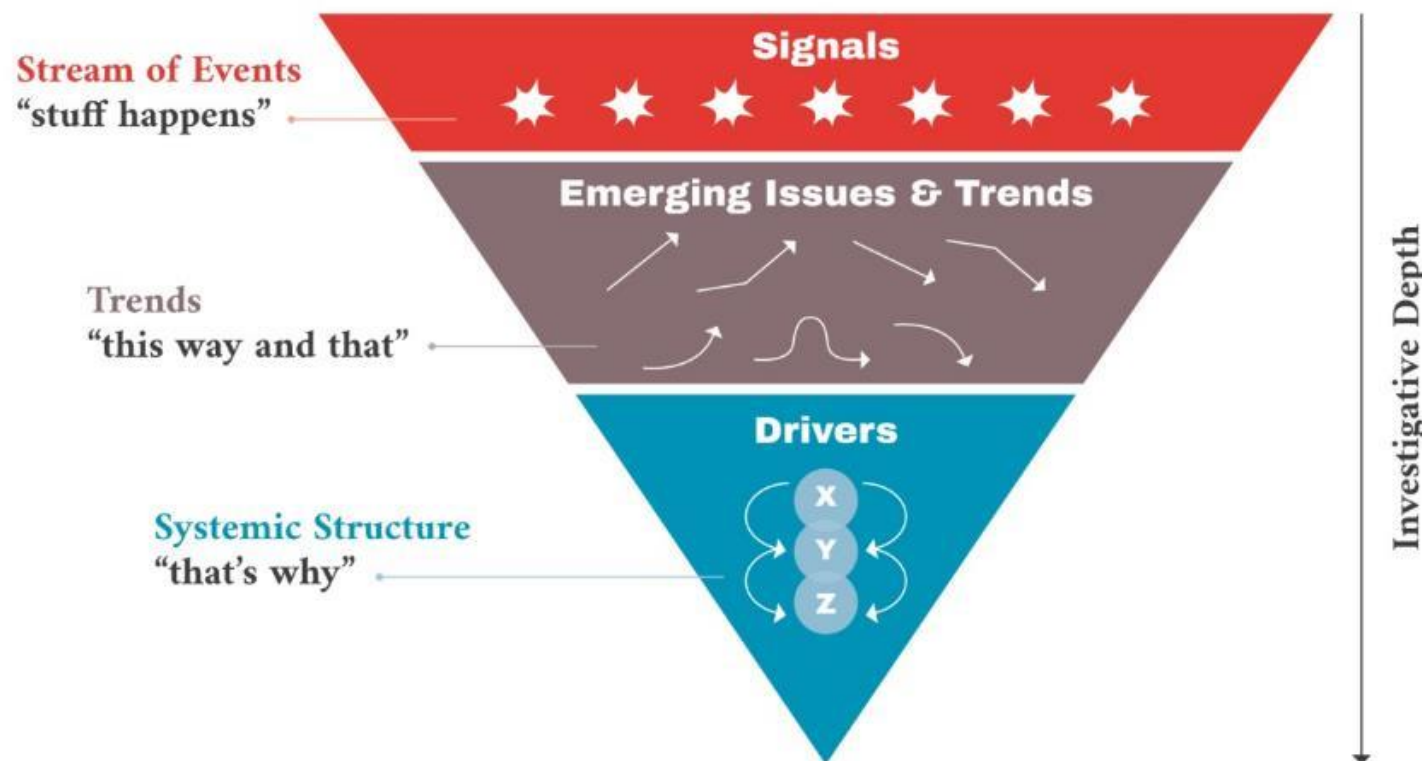 Signals
Stream of Events
“stuff happens”
Emerging Issues & Trends
Trends
“this way and that”
Drivers
X
Y
Z
Systemic Structure
“that’s why”
Investigative Depth